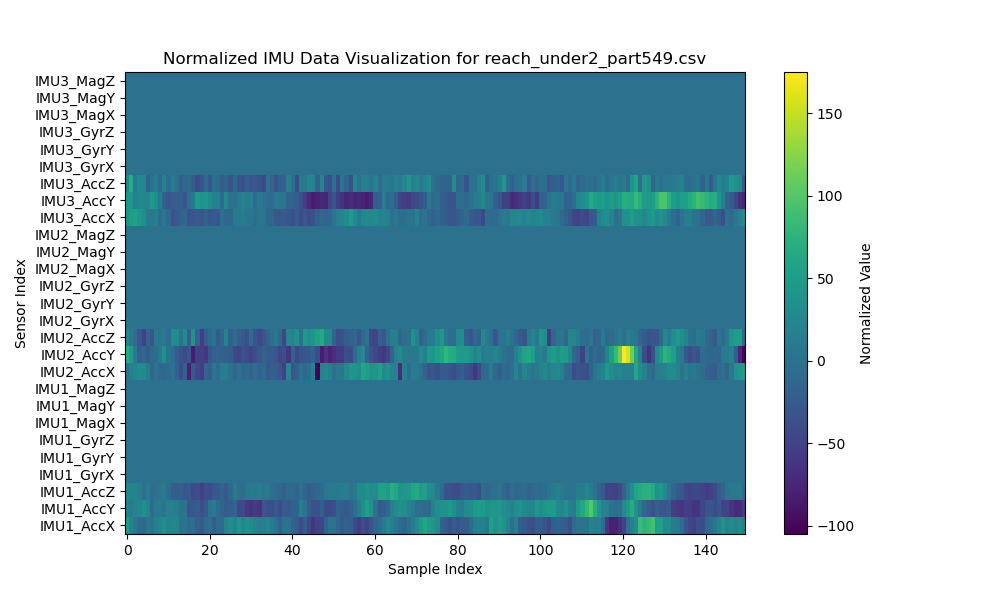 Normalized IMU Data Visualization for reach_under2_part549.csv
IMU3_MagZ
IMU3_MagY
IMU3_MagX
IMU3_GyrZ
IMU3_GyrY
IMU3_GyrX
IMU3_AccZ
IMU3_AccY
IMU3_AccX
IMU2_MagZ
IMU2_MagY
IMU2_MagX
IMU2_GyrZ
IMU2_GyrY
IMU2_GyrX
IMU2_AccZ
IMU2_AccY
IMU2_AccX
IMU1_MagZ
IMU1_MagY
IMU1_MagX
IMU1_GyrZ
IMU1_GyrY
IMU1_GyrX
IMU1_AccZ
IMU1_AccY
IMU1_AccX
Sensor Index
0 20 40 60 80 100 120 140
Sample Index
150
100
50
0
−50
−100
Normalized Value